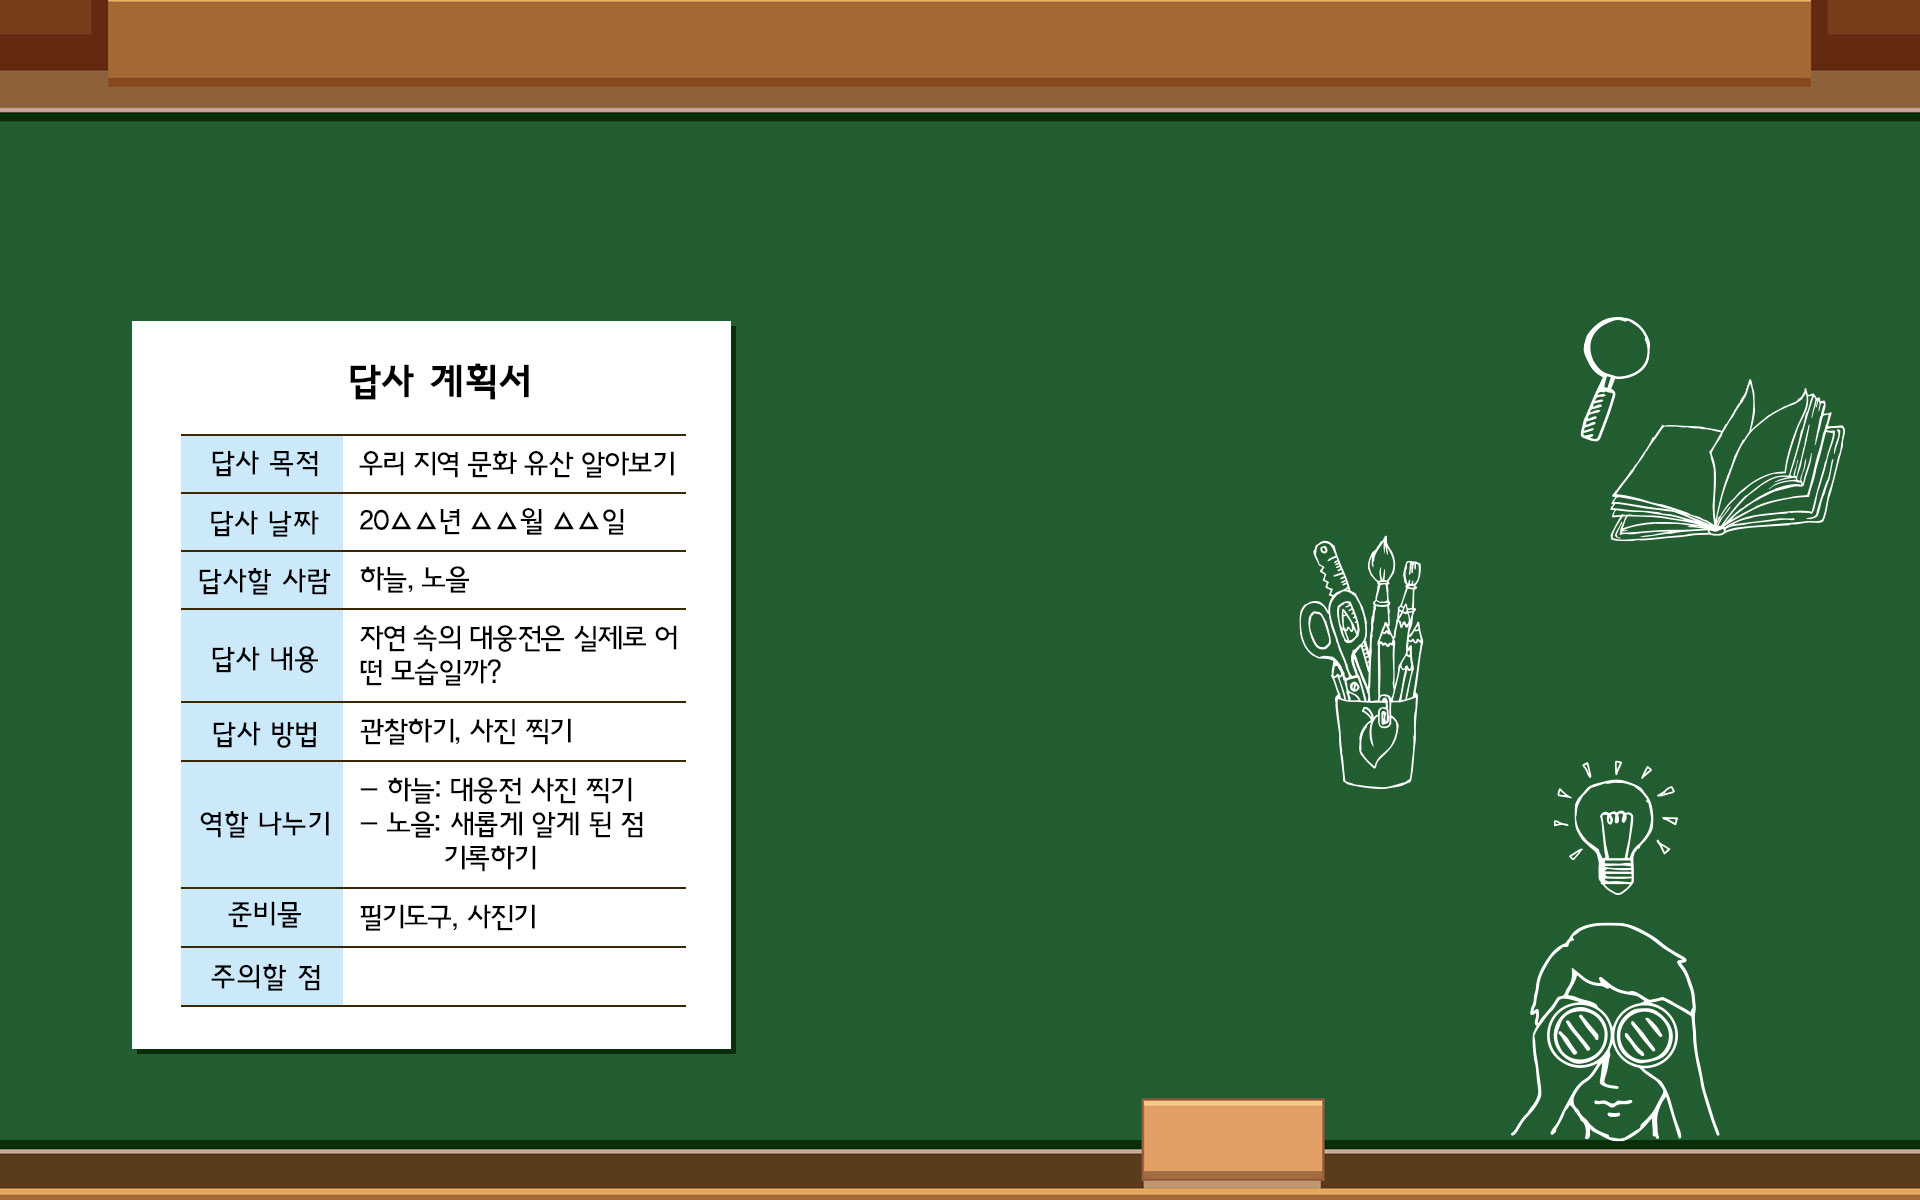 답사 계획서
답사 목적 우리 지역 문화 유산 알아보기
답사 날짜 20△△년 △△월 △△일
답사할 사람 하늘, 노을
답사 내용 자연 속의 대웅전은 실제로 어
떤 모습일까?
답사 방법 관찰하기, 사진 찍기
역할 나누기 – 하늘: 대웅전 사진 찍기
– 노을: 새롭게 알게 된 점
기록하기
준비물 필기도구, 사진기
주의할 점